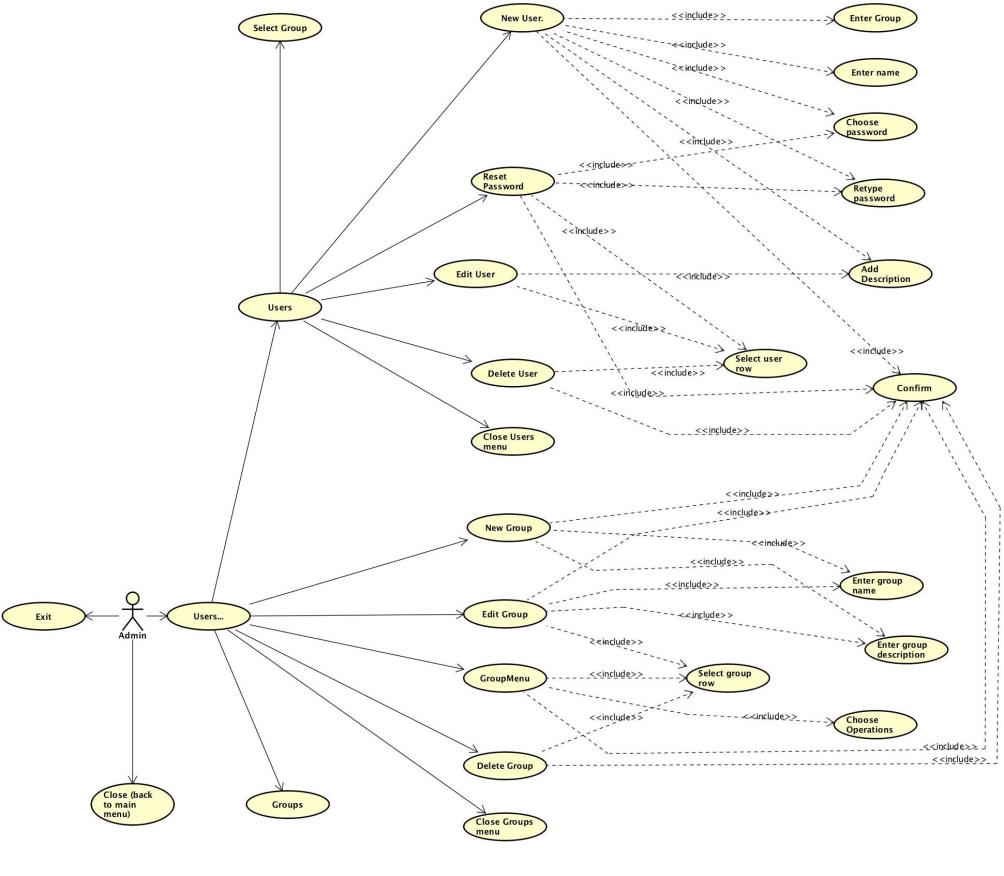 New User.
<<include>>
Enter Group
Select Group
<<include>>
Enter name
<<include>>
<<include>>
Choose
password
<<include>>
<<include>>
Reset
Password
<<include>>
Retype
password
<<include>>
Edit User
<<include>>
Add
Description
Users
<<include>>
<<include>>
Select user
row
Delete User
<<include>>
<<include>>
Confirm
<<include>>
Close Users
menu
<<include>>
<<include>>
New Group
<<include>>
<<include>>
Enter group
name
<<include>>
Exit
Admin
Users...
Edit Group
<<include>>
<<include>>
Enter group
description
GroupMenu
<<include>>
Select group
row
<<include>>
<<include>>
Choose
Operations
<<include>>
<<include>>
Delete Group
Close (back
to main
menu)
Groups
Close Groups
menu